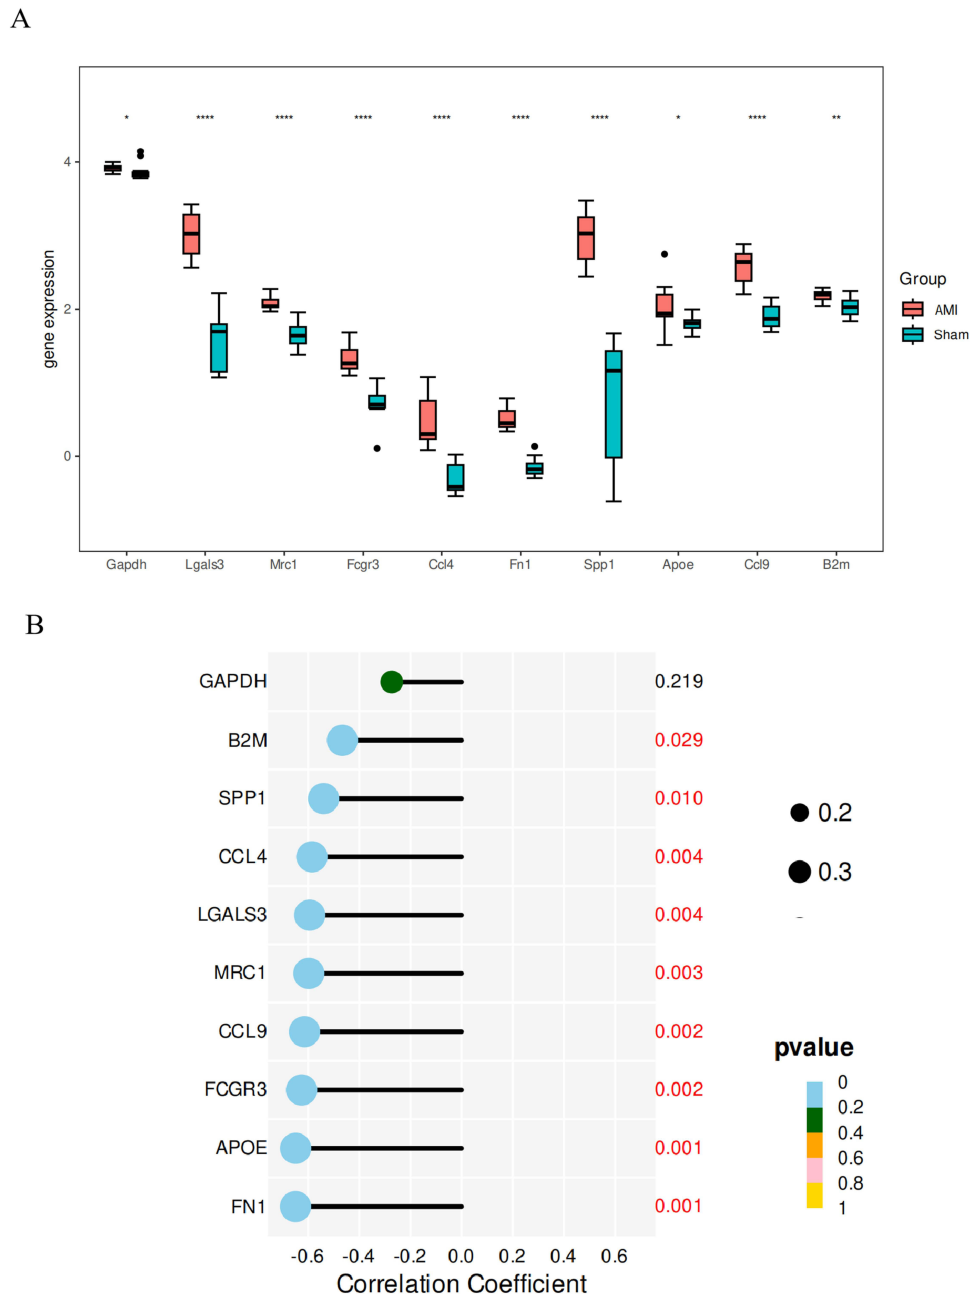 A
* **** **** **** **** **** **** * **** **
4
2
0
gene expression
Gapdh Lgals3 Mrc1 Fcgr3 Ccl4 Fn1 Spp1 Apoe Ccl9 B2m
Group
AMI
Sham
B
GAPDH 0.219
B2M 0.029
SPP1 0.010
CCL4 0.004
LGALS3 0.004
MRC1 0.003
CCL9 0.002
FCGR3 0.002
APOE 0.001
FN1 0.001
-0.6 -0.4 -0.2 0.0 0.2 0.4 0.6
Correlation Coefficient
0.2
0.3
pvalue
0
0.2
0.4
0.6
0.8
1